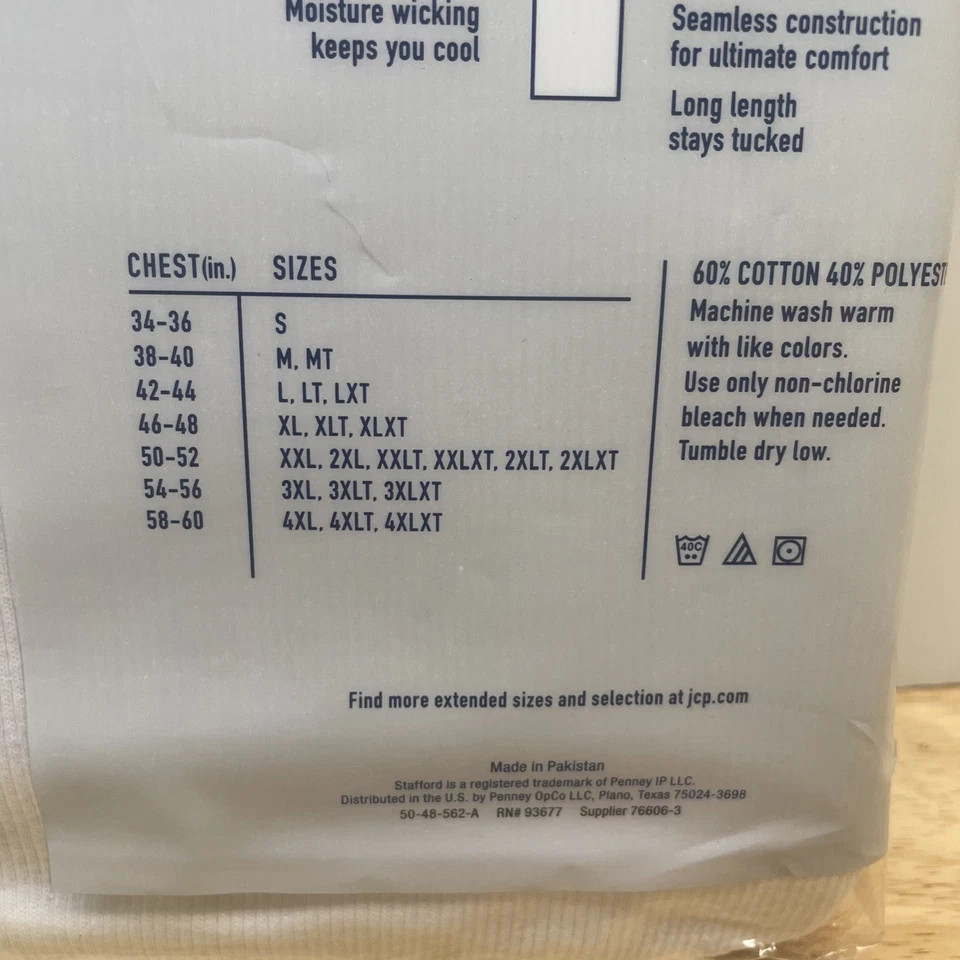 Moisture wicking
keeps you cool
Seamless construction
for ultimate comfort
Long length
stays tucked
CHEST(in.) SIZES
34-36 S
38-40 M, MT
42-44 L, LT, LXT
46-48 XL, XLT, XLXT
50-52 XXL, 2XL, XXLT, XXLXT, 2XLT, 2XLXT
54-56 3XL, 3XLT, 3XLXT
58-60 4XL, 4XLT, 4XLXT
60% COTTON 40% POLYEST
Machine wash warm
with like colors.
Use only non-chlorine
bleach when needed.
Tumble dry low.
40C
Find more extended sizes and selection at jcp.com
Made in Pakistan
Stafford is a registered trademark of Penney IP LLC.
Distributed in the U.S. by Penney OpCo LLC, Plano, Texas 75024-3698
50-48-562-A RN# 93677 Supplier 76606-3